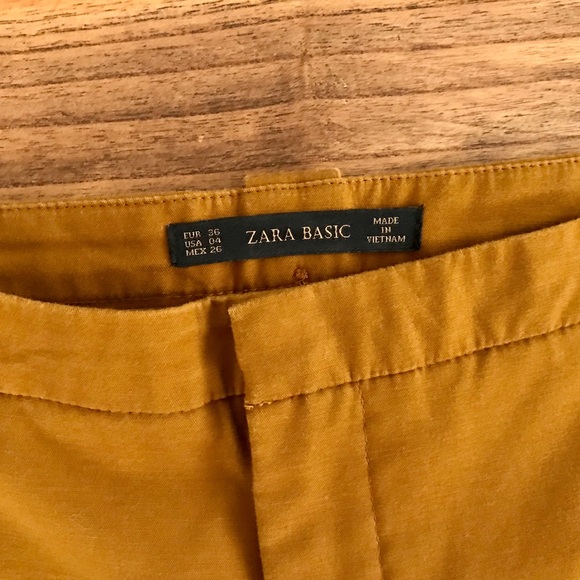 EUR 36
USA 04
MEX 26
ZARA BASIC
MADE
IN
VIETNAM